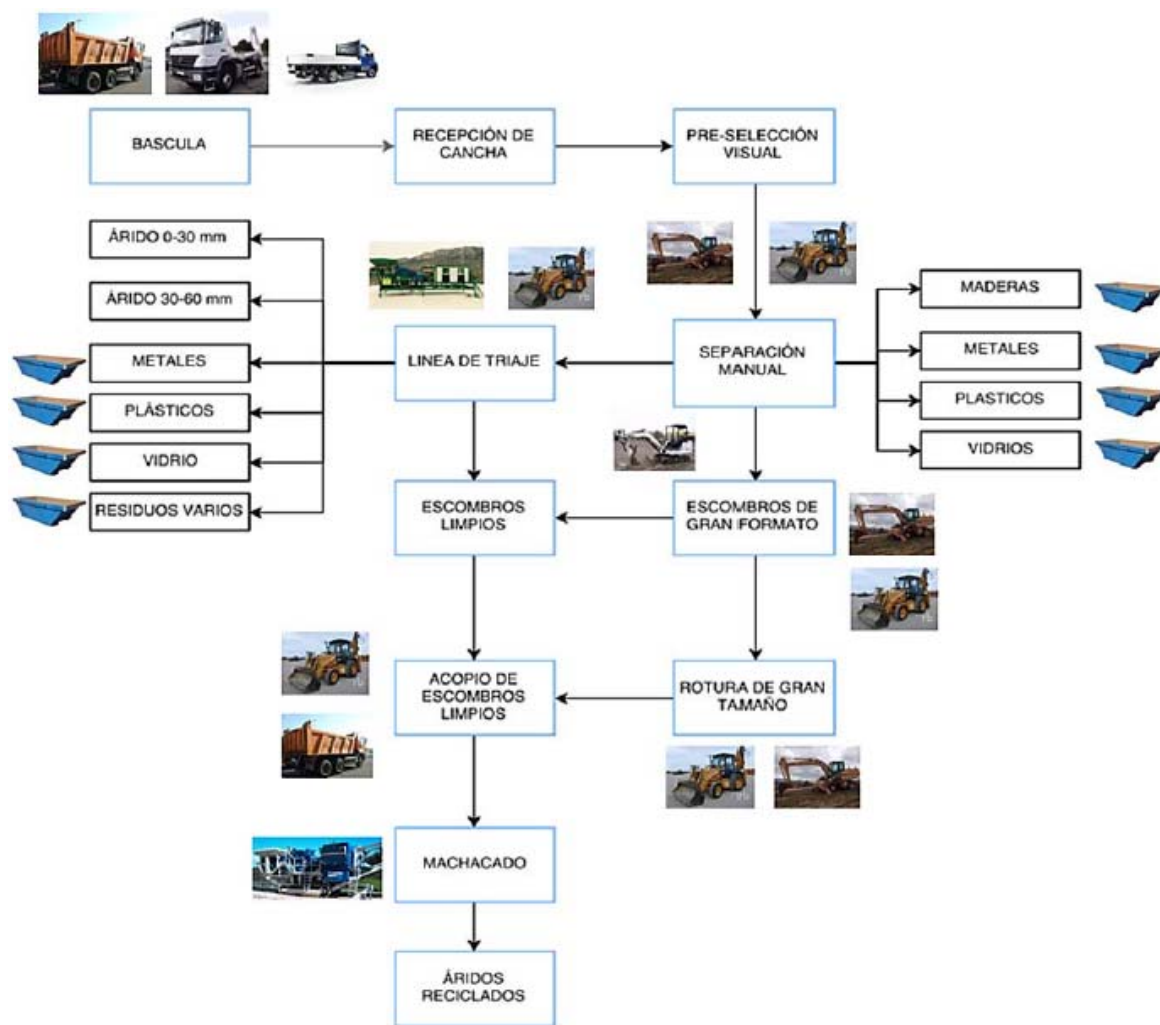 BASCULA
RECEPCIÓN DE
CANCHA
PRE-SELECCIÓN
VISUAL
ÁRIDO 0-30 mm
ÁRIDO 30-60 mm
METALES
PLÁSTICOS
VIDRIO
RESIDUOS VARIOS
LINEA DE TRIAJE
SEPARACIÓN
MANUAL
MADERAS
METALES
PLASTICOS
VIDRIOS
ESCOMBROS
LIMPIOS
ESCOMBROS DE
GRAN FORMATO
ACOPIO DE
ESCOMBROS
LIMPIOS
ROTURA DE GRAN
TAMAÑO
MACHACADO
ÁRIDOS
RECICLADOS